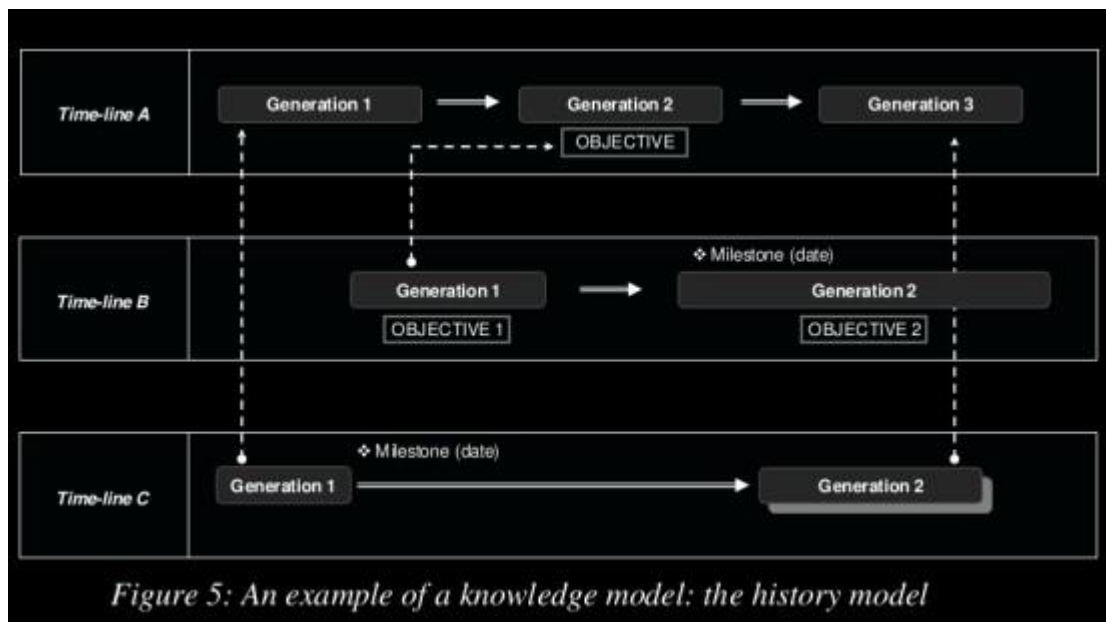 Time-line A
Generation 1
Generation 2
Generation 3
OBJECTIVE
Time-line B
❖ Milestone (date)
Generation 1
Generation 2
OBJECTIVE 1
OBJECTIVE 2
Time-line C
❖ Milestone (date)
Generation 1
Generation 2
Figure 5: An example of a knowledge model: the history model